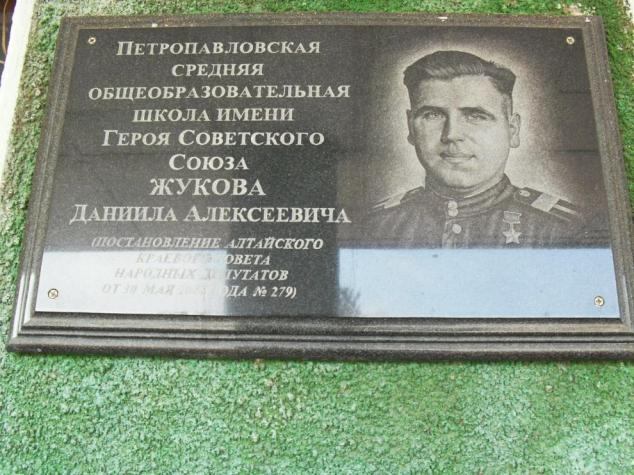 ПЕТРОПАВЛОВСКАЯ
СРЕДНЯЯ
ОБЩЕОБРАЗОВАТЕЛЬНАЯ
ШКОЛА ИМЕНИ
ГЕРОЯ СОВЕТСКОГО
СОЮЗА
ЖУКОВА
ДАНИИЛА АЛЕКСЕЕВИЧА
(ПОСТАНОВЛЕНИЕ АЛТАЙСКОГО
КРАЕВОГО СОВЕТА
НАРОДНЫХ ДЕПУТАТОВ
ОТ 30 МАЯ ГОДА № 279)